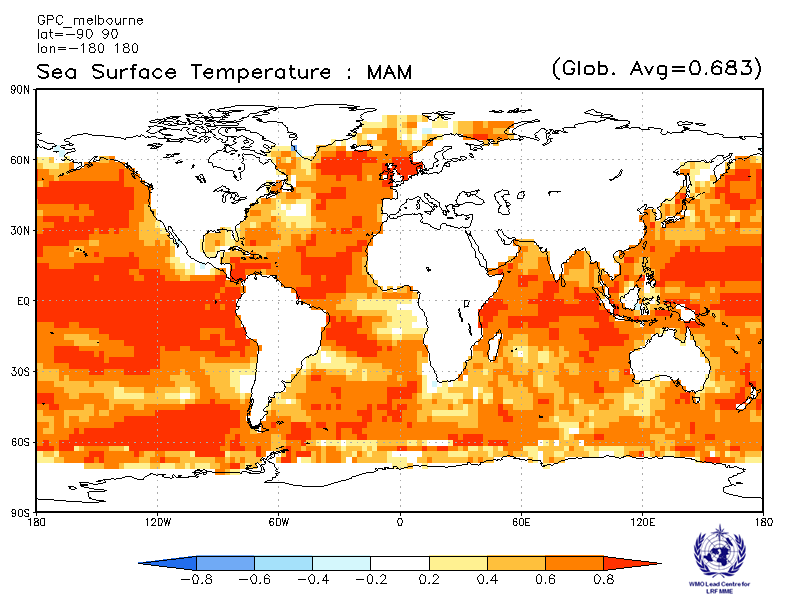 GPC_melbourne
lat=-90 90
lon=-180 180
Sea Surface Temperature : MAM
(Glob. Avg=0.683)
90N
60N
30N
EQ
30S
60S
90S
180 120W 60W 0 60E 120E 180
-0.8 -0.6 -0.4 -0.2 0.2 0.4 0.6 0.8
WMO Lead Centre for
LRF MME